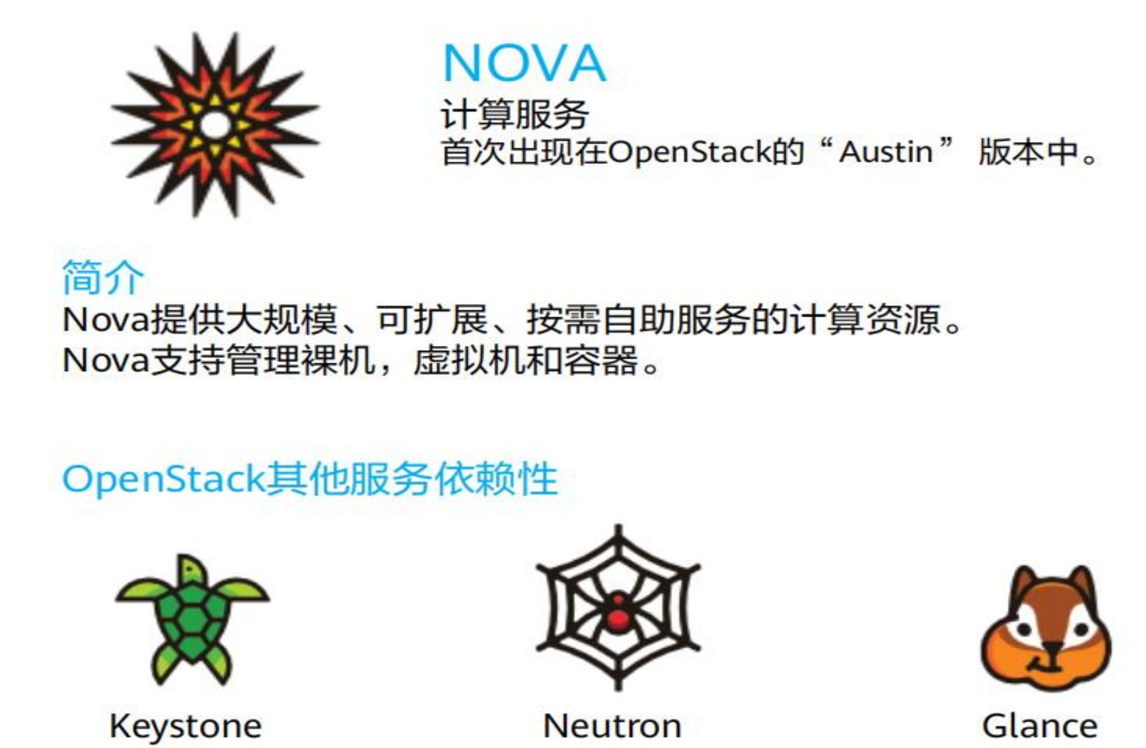 NOVA
计算服务
首次出现在OpenStack的“Austin” 版本中。
简介
Nova提供大规模、可扩展、按需自助服务的计算资源。
Nova支持管理裸机，虚拟机和容器。
OpenStack其他服务依赖性
Keystone Neutron Glance